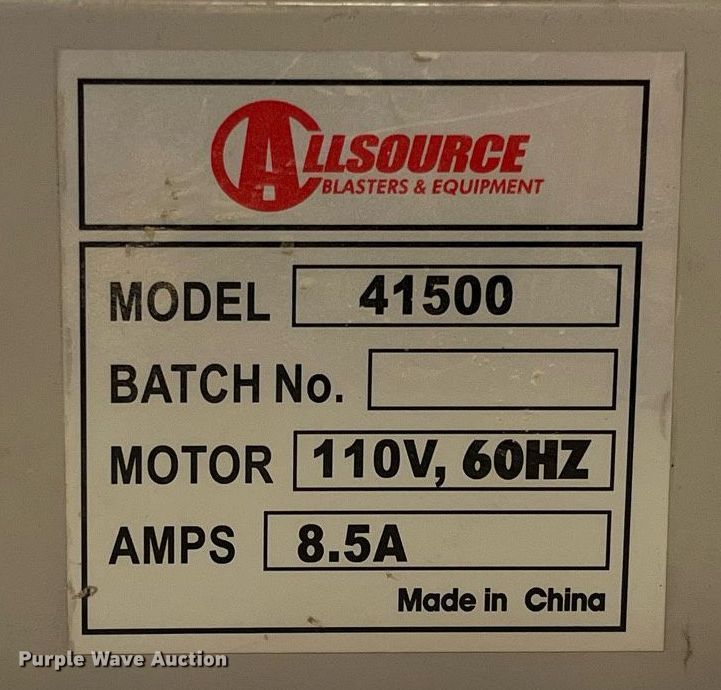 ALLSOURCE
BLASTERS & EQUIPMENT
MODEL 41500
BATCH No.
MOTOR 110V, 60HZ
AMPS 8.5A
Made in China
Purple Wave Auction